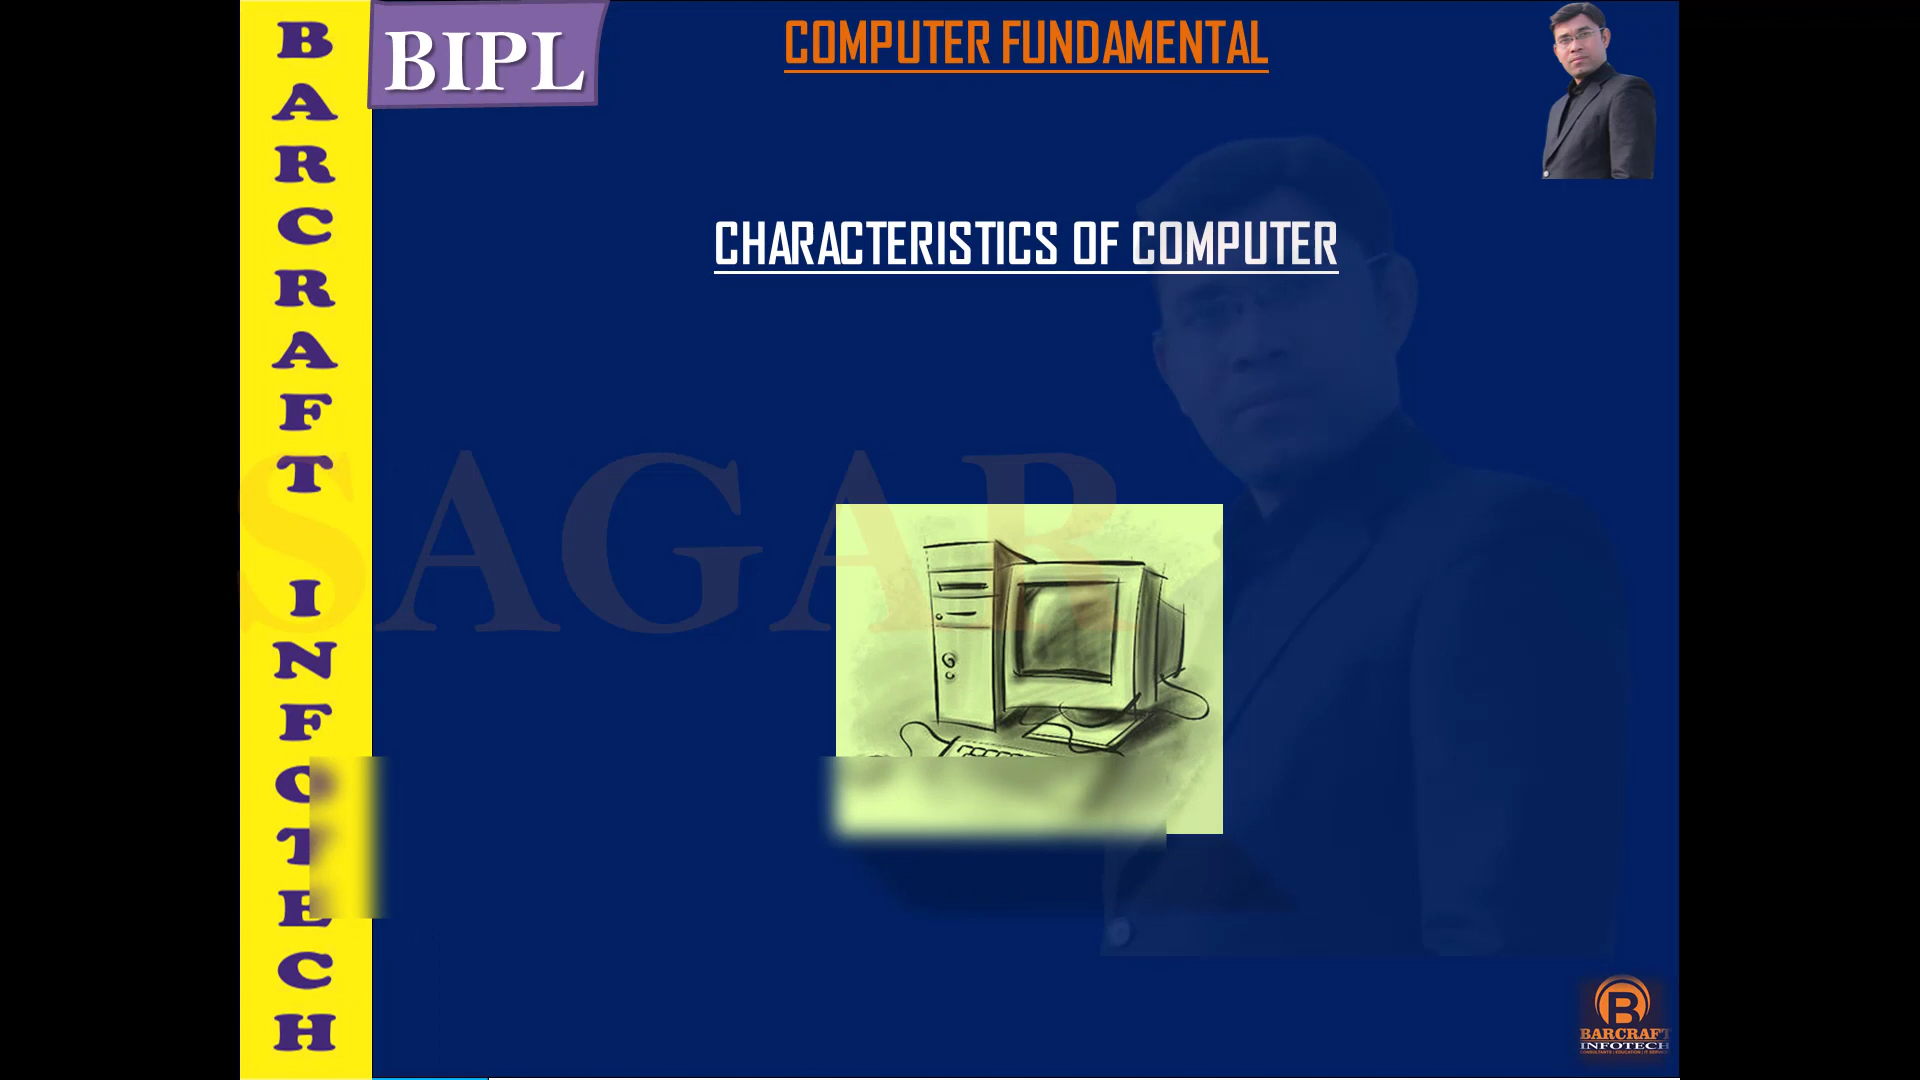 BARCRAFT INFOTECH
BIPL
COMPUTER FUNDAMENTAL
CHARACTERISTICS OF COMPUTER
SAGAR
B
BARCRAFT
INFOTECH